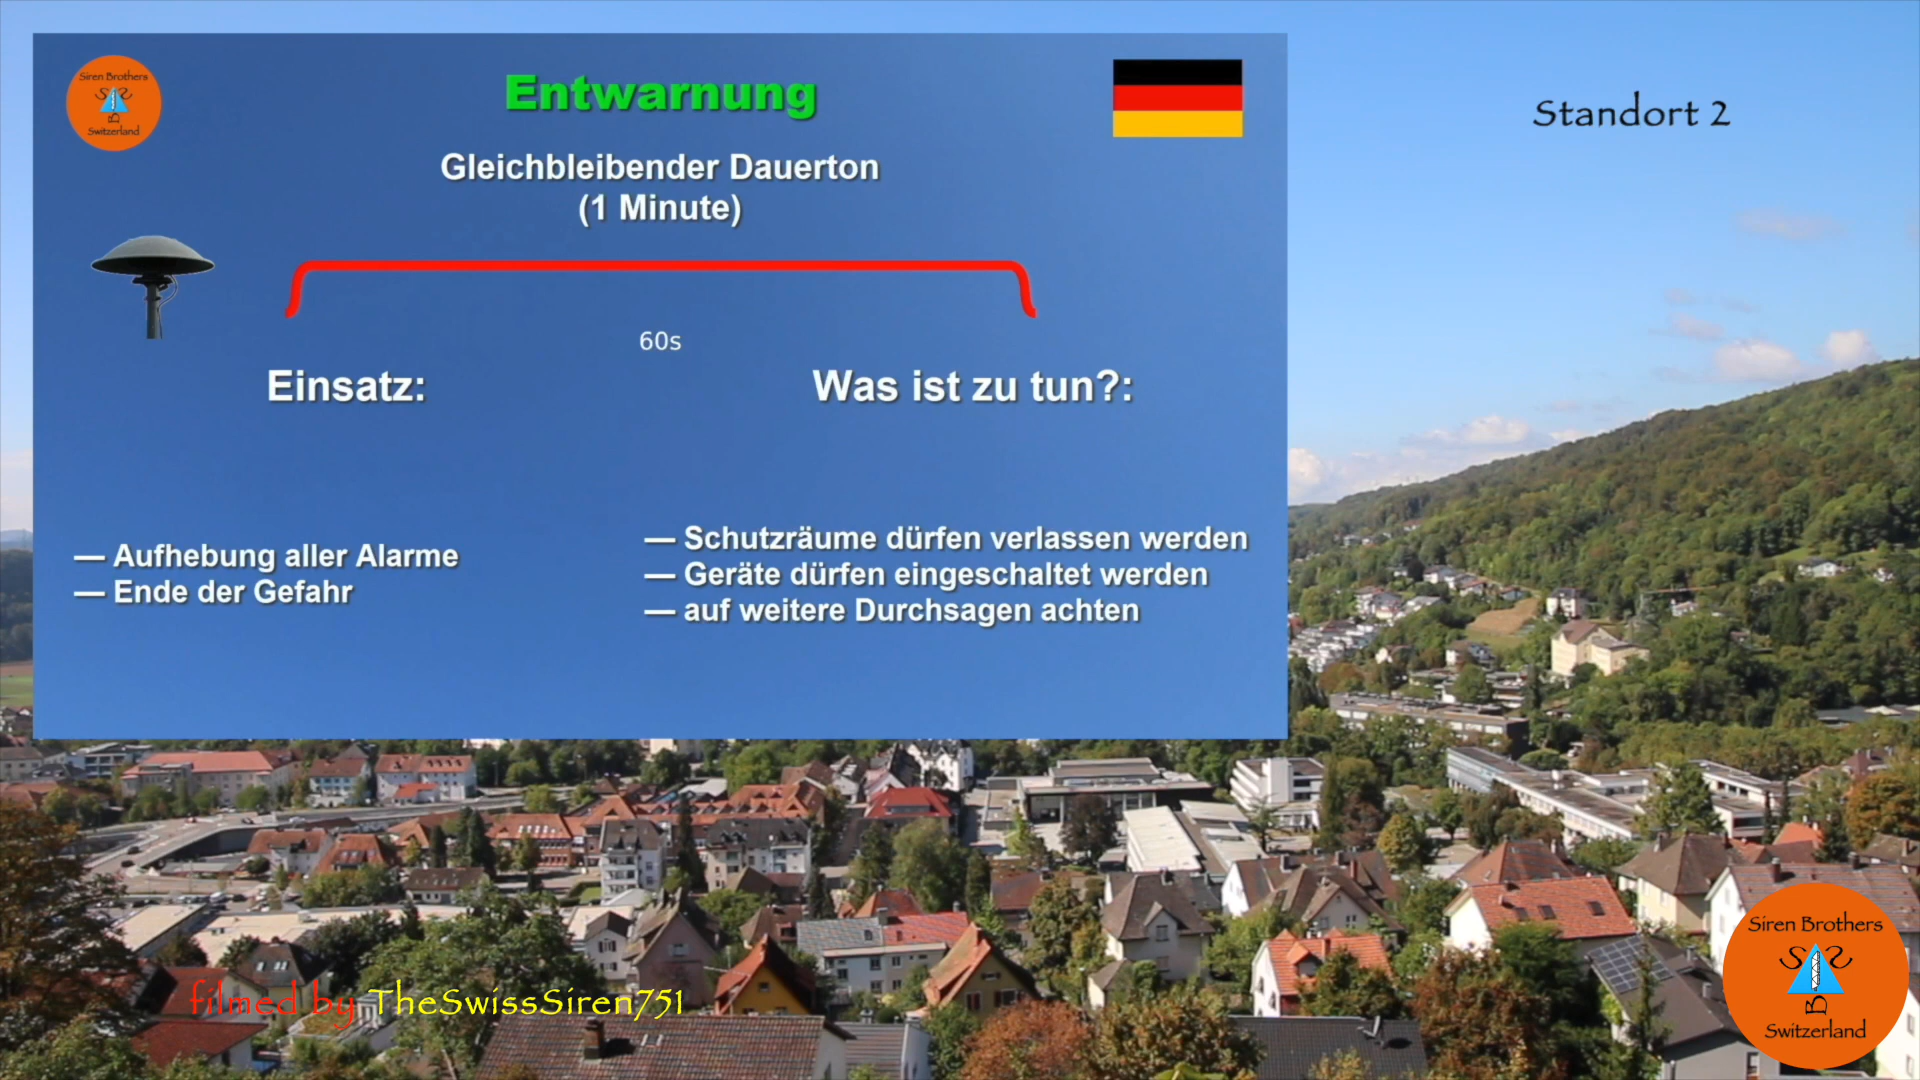 Siren Brothers
SBS
Switzerland
Entwarnung
Gleichbleibender Dauerton
(1 Minute)
60s
Einsatz:
— Aufhebung aller Alarme
— Ende der Gefahr
Was ist zu tun?:
— Schutzräume dürfen verlassen werden
— Geräte dürfen eingeschaltet werden
— auf weitere Durchsagen achten
Standort 2
filmed by TheSwissSiren751
Siren Brothers
SBS
Switzerland